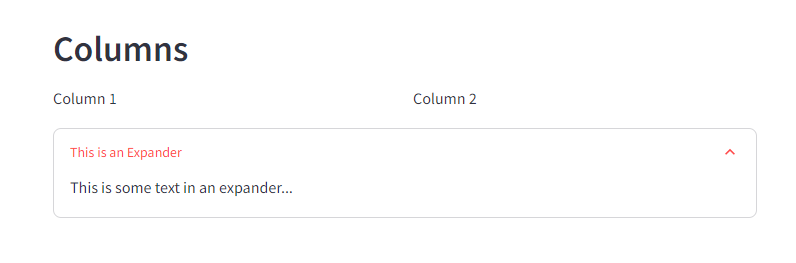 Columns
Column 1 Column 2
This is an Expander
This is some text in an expander...